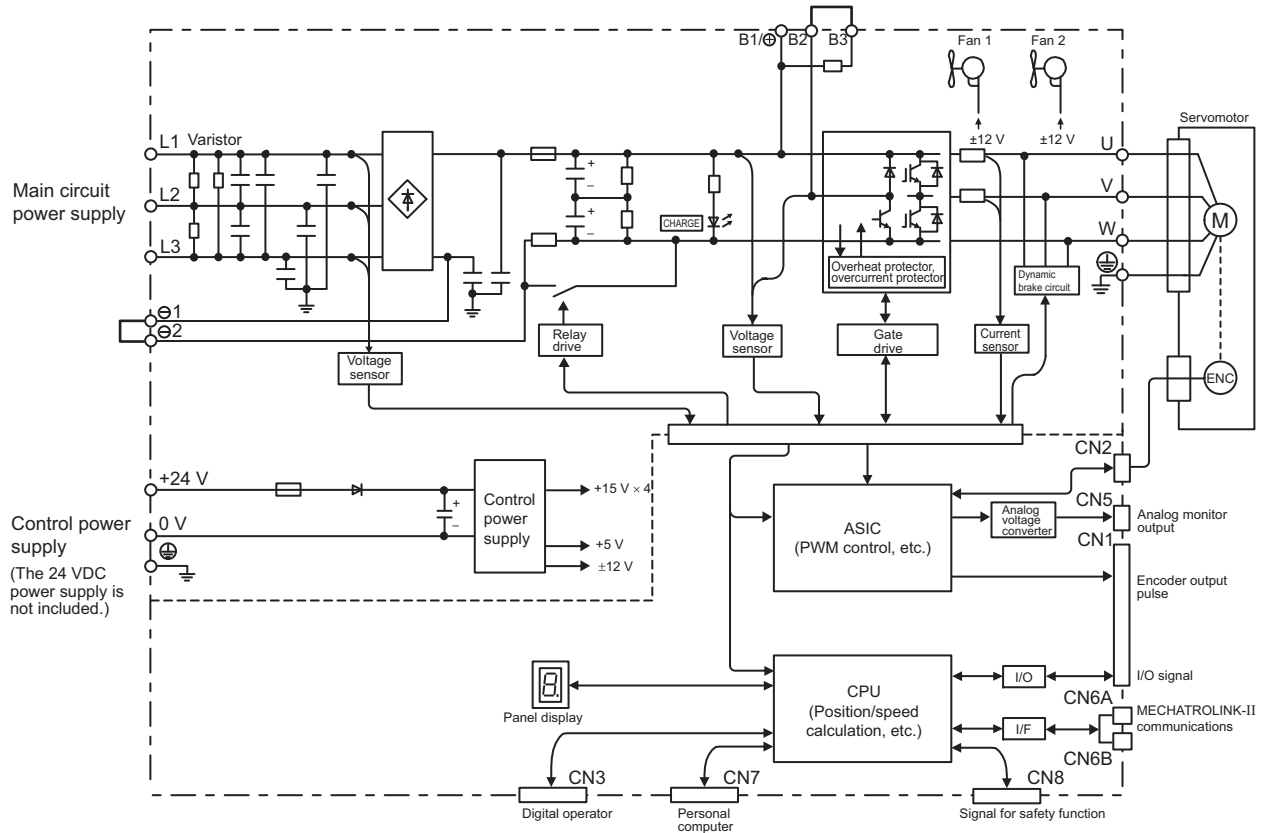 B1/⊕ B2 B3
Fan 1
Fan 2
±12 V
±12 V
Servomotor
Main circuit
power supply
L1
Varistor
L2
L3
⊖1
⊖2
CHARGE
Overheat protector,
overcurrent protector
U
V
W
M
Dynamic
brake circuit
Voltage
sensor
Relay
drive
Voltage
sensor
Gate
drive
Current
sensor
ENC
Control power
supply
(The 24 VDC
power supply is
not included.)
+24 V
0 V
+
–
+
–
+
–
Control
power
supply
+15 V × 4
+5 V
±12 V
ASIC
(PWM control, etc.)
Analog
voltage
converter
CN2
CN5
Analog monitor
output
CN1
Encoder output
pulse
I/O signal
8.
Panel display
CPU
(Position/speed
calculation, etc.)
I/O
I/F
CN6A
MECHATROLINK-II
communications
CN6B
CN3
Digital operator
CN7
Personal
computer
CN8
Signal for safety function